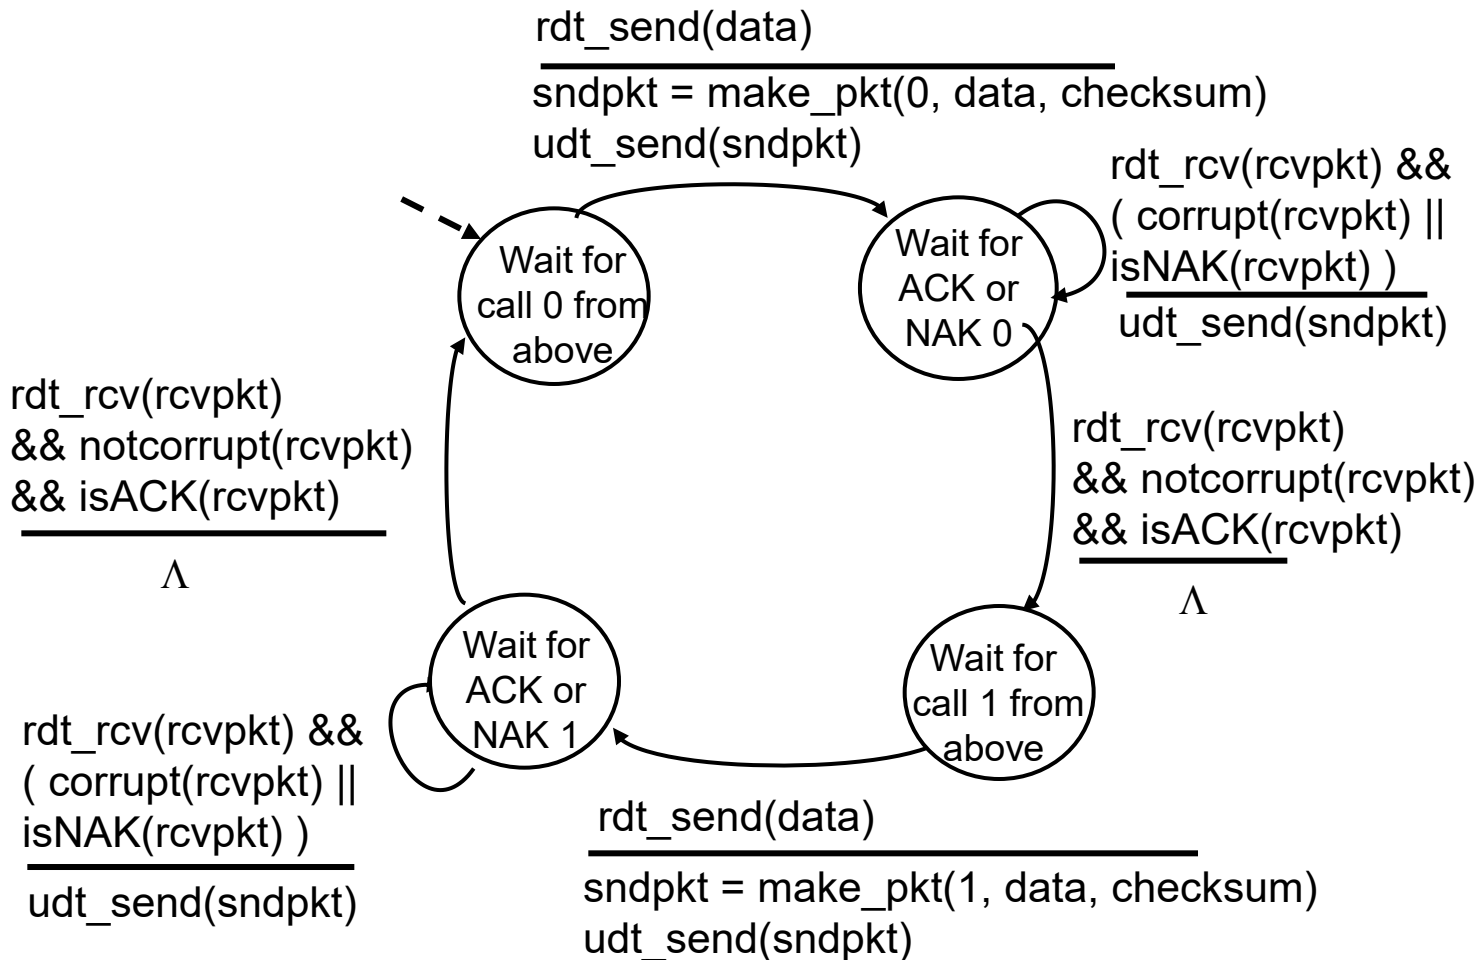 rdt_send(data)
sndpkt = make_pkt(0, data, checksum)
udt_send(sndpkt)
rdt_rcv(rcvpkt) &&
( corrupt(rcvpkt) ||
isNAK(rcvpkt) )
udt_send(sndpkt)
Wait for
call 0 from
above
Wait for
ACK or
NAK 0
rdt_rcv(rcvpkt)
&& notcorrupt(rcvpkt)
&& isACK(rcvpkt)
Λ
rdt_rcv(rcvpkt)
&& notcorrupt(rcvpkt)
&& isACK(rcvpkt)
Λ
Wait for
ACK or
NAK 1
Wait for
call 1 from
above
rdt_rcv(rcvpkt) &&
( corrupt(rcvpkt) ||
isNAK(rcvpkt) )
udt_send(sndpkt)
rdt_send(data)
sndpkt = make_pkt(1, data, checksum)
udt_send(sndpkt)